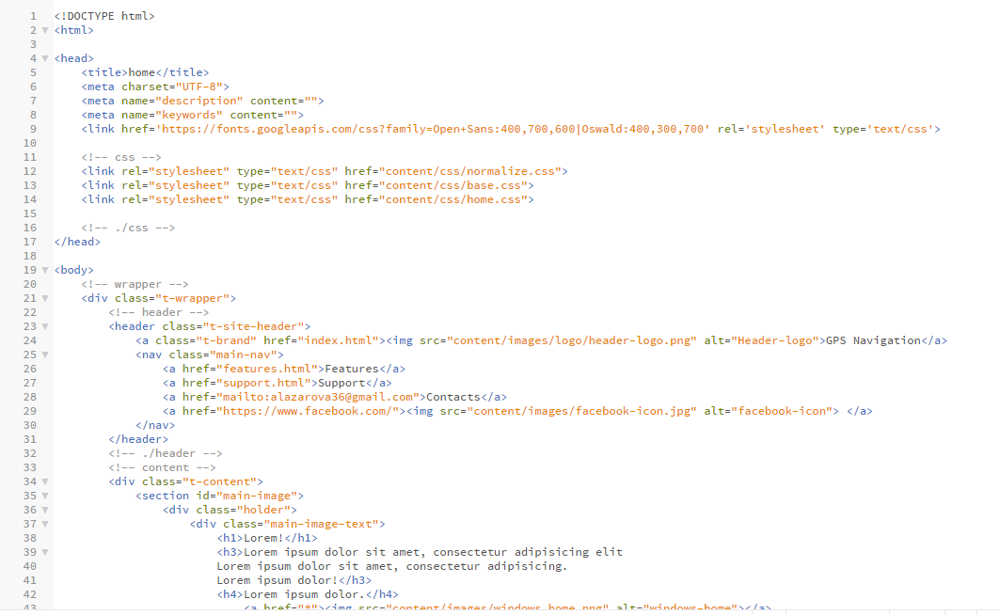 1 <!DOCTYPE html>
2 <html>
3
4 <head>
5     <title>home</title>
6     <meta charset="UTF-8">
7     <meta name="description" content="">
8     <meta name="keywords" content="">
9     <link href='https://fonts.googleapis.com/css?family=Open+Sans:400,700,600|Oswald:400,300,700' rel='stylesheet' type='text/css'>
10
11     <!-- css -->
12     <link rel="stylesheet" type="text/css" href="content/css/normalize.css">
13     <link rel="stylesheet" type="text/css" href="content/css/base.css">
14     <link rel="stylesheet" type="text/css" href="content/css/home.css">
15
16     <!-- ./css -->
17 </head>
18
19 <body>
20     <!-- wrapper -->
21     <div class="t-wrapper">
22         <!-- header -->
23         <header class="t-site-header">
24             <a class="t-brand" href="index.html"><img src="content/images/logo/header-logo.png" alt="Header-logo">GPS Navigation</a>
25             <nav class="main-nav">
26                 <a href="features.html">Features</a>
27                 <a href="support.html">Support</a>
28                 <a href="mailto:alazarova36@gmail.com">Contacts</a>
29                 <a href="https://www.facebook.com/"><img src="content/images/facebook-icon.jpg" alt="facebook-icon"> </a>
30             </nav>
31         </header>
32         <!-- ./header -->
33         <!-- content -->
34         <div class="t-content">
35             <section id="main-image">
36                 <div class="holder">
37                     <div class="main-image-text">
38                         <h1>Lorem!</h1>
39                         <h3>Lorem ipsum dolor sit amet, consectetur adipisicing elit
40                         Lorem ipsum dolor sit amet, consectetur adipisicing.
41                         Lorem ipsum dolor!</h3>
42                         <h4>Lorem ipsum dolor.</h4>
43                             <a href="#"><img src="content/images/windows-home.png" alt="windows-home"></a>